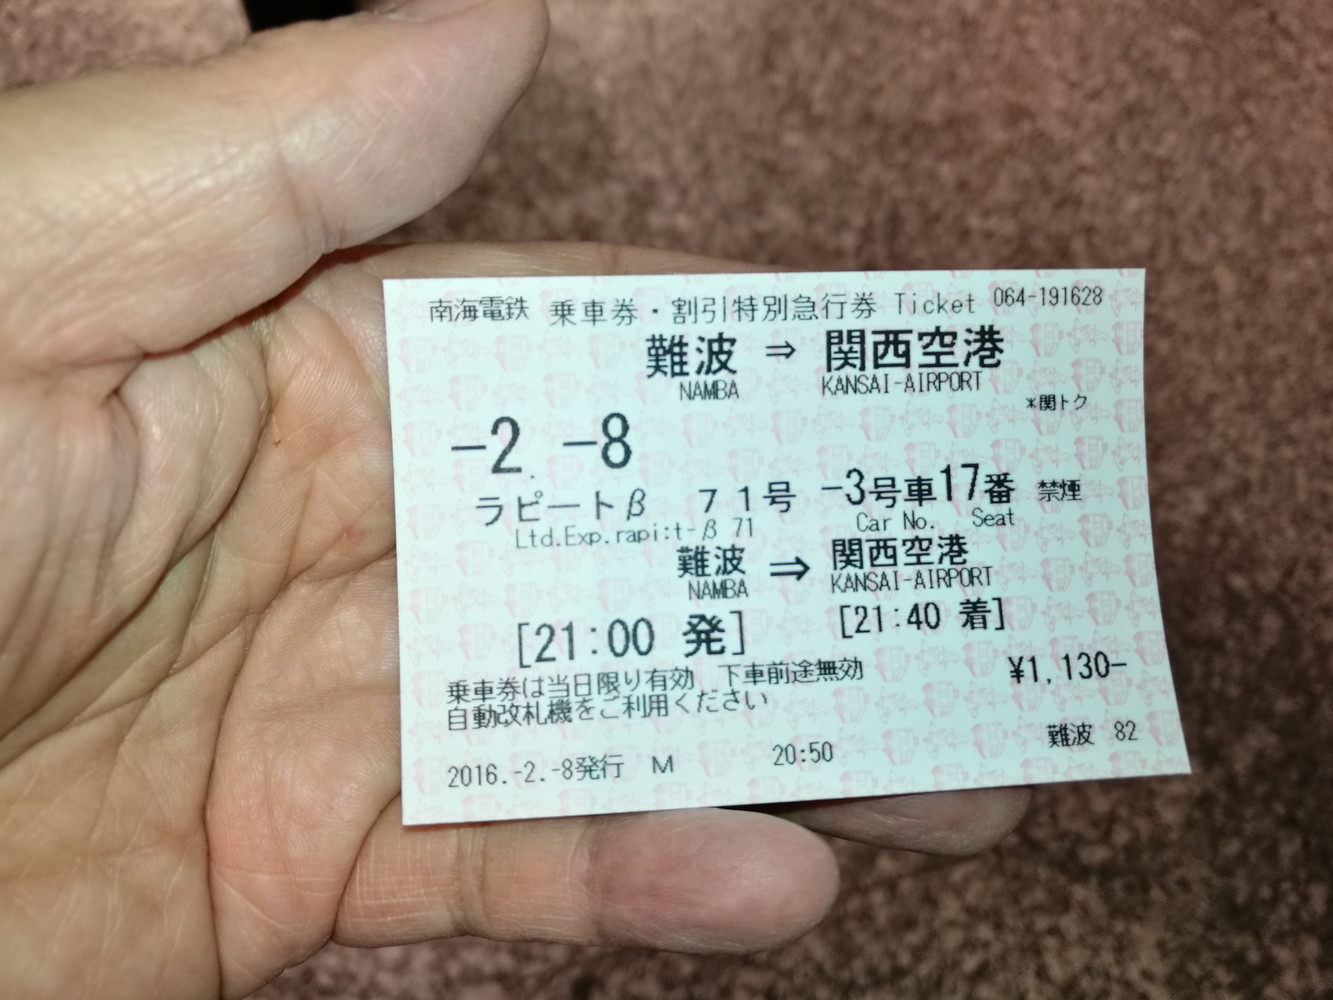 南海電鉄 乗車券・割引特別急行券 Ticket 064-191628
難波 ⇒ 関西空港
NAMBA KANSAI-AIRPORT
*関トク
-2. -8
ラピートβ 71号 -3号車17番 禁煙
Ltd.Exp.rapi:t-β 71 Car No. Seat
難波 ⇒ 関西空港
NAMBA KANSAI-AIRPORT
[21:00 発] [21:40 着]
乗車券は当日限り有効 下車前途無効 ¥1,130-
自動改札機をご利用ください
難波 82
2016.-2.-8発行 M 20:50